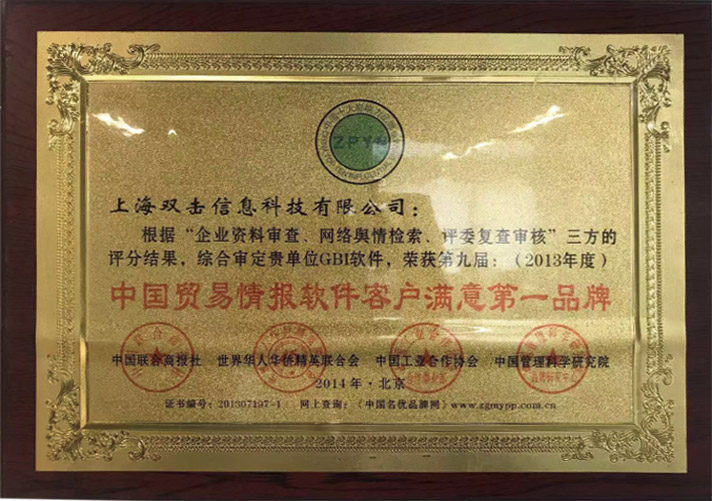 ZPYX
上海双击信息科技有限公司：
根据“企业资料审查、网络舆情检索、评委复查审核”三方的
评分结果，综合审定贵单位GBI软件，荣获第九届：（2013年度）
中国贸易情报软件客户满意第一品牌
中国联合商报社 世界华人华侨精英联合会 中国工业合作协会 中国管理科学研究院
2014年·北京
证书编号：201307197-1 网上查询：《中国名优品牌网》www.zgmypp.com.cn